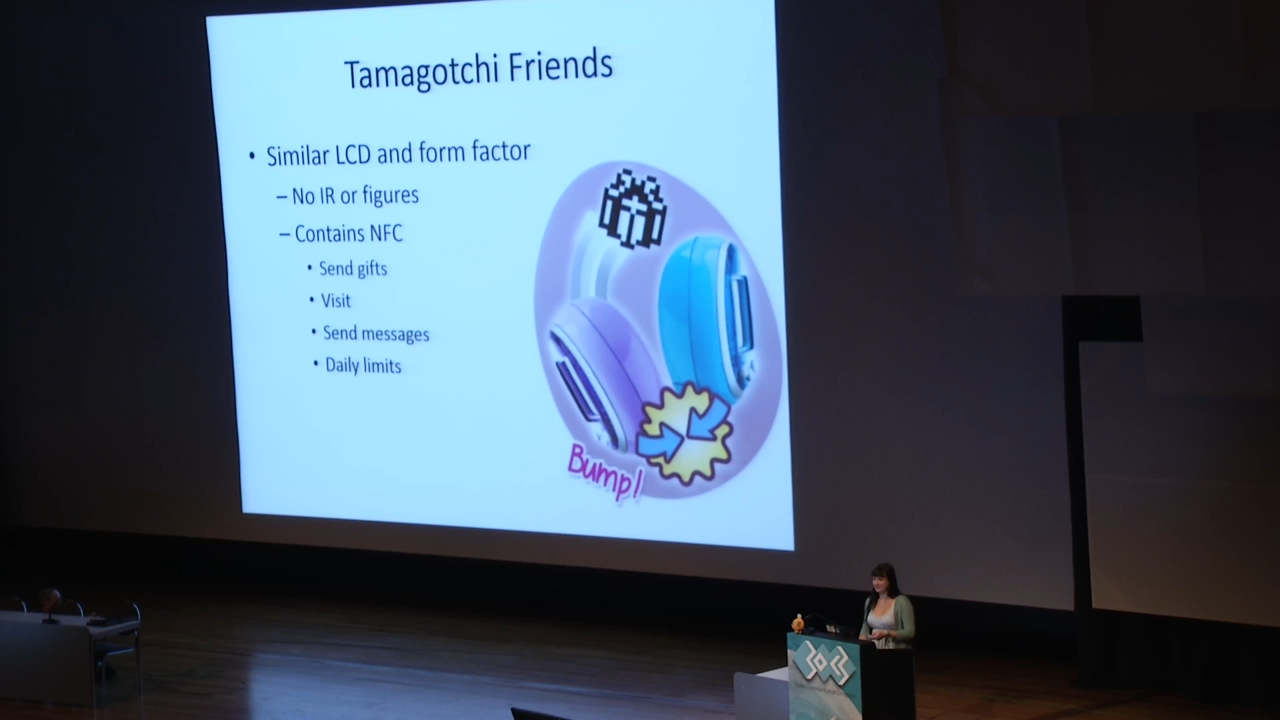 Tamagotchi Friends
• Similar LCD and form factor
– No IR or figures
– Contains NFC
• Send gifts
• Visit
• Send messages
• Daily limits
Bump!
30C3